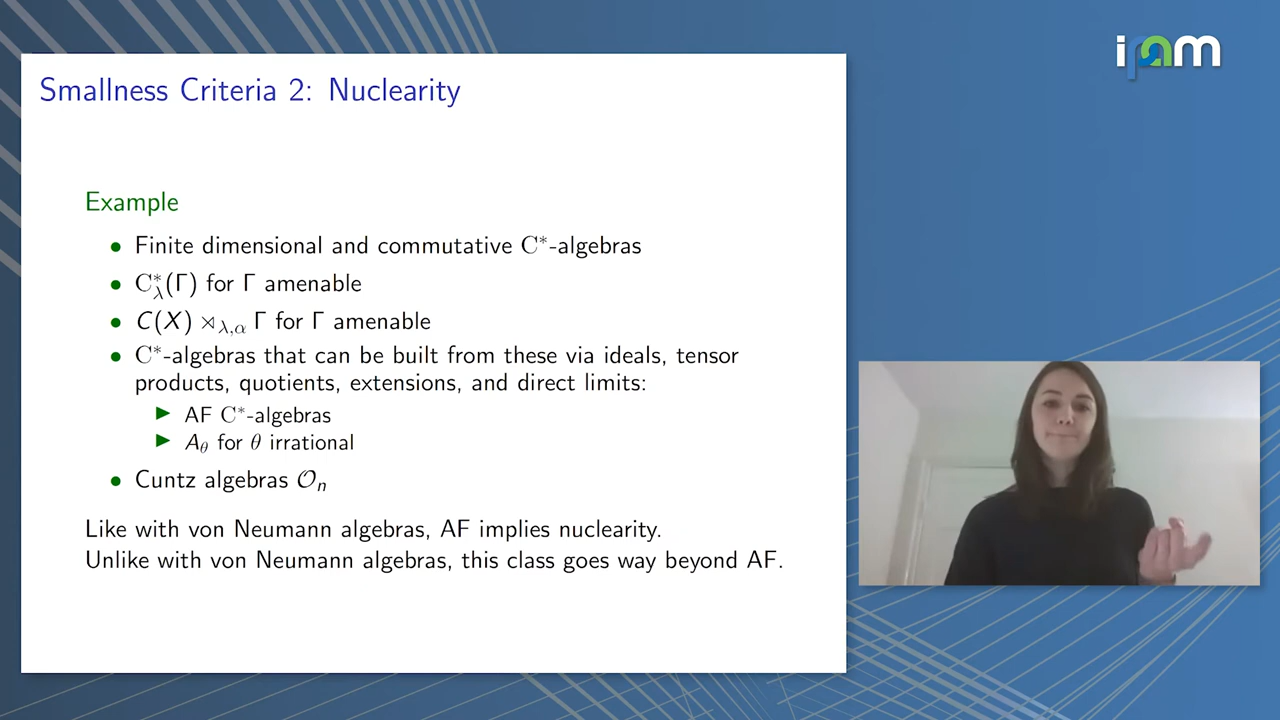 ipam
Smallness Criteria 2: Nuclearity
Example
• Finite dimensional and commutative C*-algebras
• C*λ(Γ) for Γ amenable
• C(X) ⋊λ,α Γ for Γ amenable
• C*-algebras that can be built from these via ideals, tensor
products, quotients, extensions, and direct limits:
▶ AF C*-algebras
▶ Aθ for θ irrational
• Cuntz algebras 𝒪n
Like with von Neumann algebras, AF implies nuclearity.
Unlike with von Neumann algebras, this class goes way beyond AF.